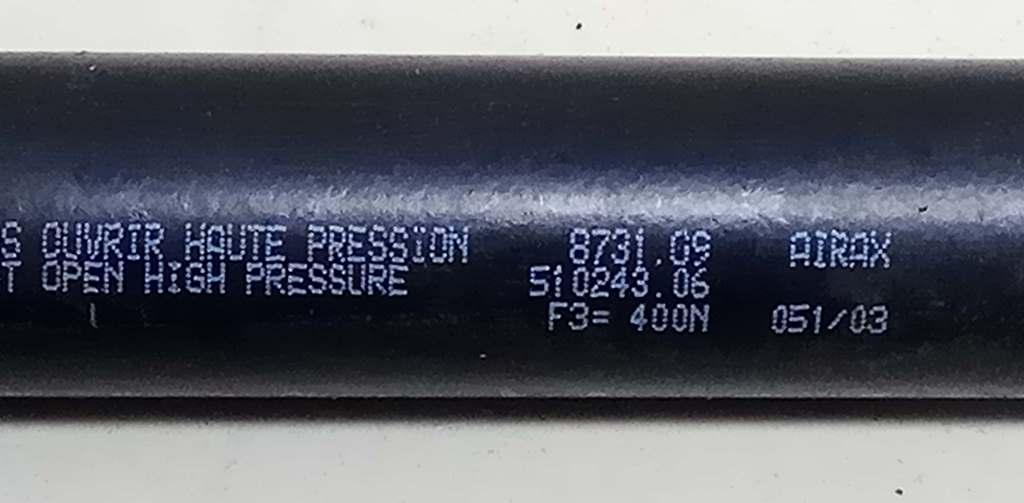 S OUVRIR HAUTE PRESSION 8731.09 AIRAX
T OPEN HIGH PRESSURE 510243.06
F3= 400N 051/03